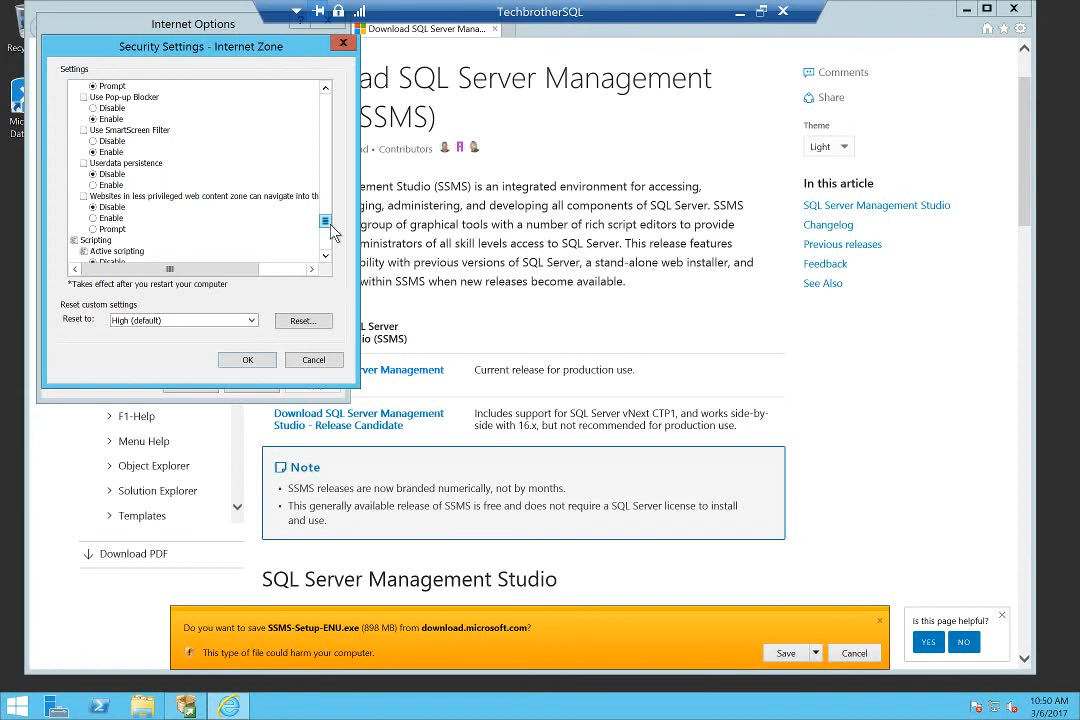 Internet Options
TechbrotherSQL
Download SQL Server Mana...
Security Settings - Internet Zone
Settings
Prompt
Use Pop-up Blocker
Disable
Enable
Use SmartScreen Filter
Disable
Enable
Userdata persistence
Disable
Enable
Websites in less privileged web content zone can navigate into th
Disable
Enable
Prompt
Scripting
Active scripting
Disable
*Takes effect after you restart your computer
Reset custom settings
Reset to:
High (default)
Reset...
OK
Cancel
ad SQL Server Management
SSMS)
d • Contributors
ement Studio (SSMS) is an integrated environment for accessing,
ging, administering, and developing all components of SQL Server. SSMS
group of graphical tools with a number of rich script editors to provide
ministrators of all skill levels access to SQL Server. This release features
bility with previous versions of SQL Server, a stand-alone web installer, and
within SSMS when new releases become available.
L Server
io (SSMS)
Server Management
Current release for production use.
Download SQL Server Management
Studio - Release Candidate
Includes support for SQL Server vNext CTP1, and works side-by-
side with 16.x, but not recommended for production use.
Note
• SSMS releases are now branded numerically, not by months.
• This generally available release of SSMS is free and does not require a SQL Server license to install
and use.
SQL Server Management Studio
Comments
Share
Theme
Light
In this article
SQL Server Management Studio
Changelog
Previous releases
Feedback
See Also
F1-Help
Menu Help
Object Explorer
Solution Explorer
Templates
Download PDF
Do you want to save SSMS-Setup-ENU.exe (898 MB) from download.microsoft.com?
This type of file could harm your computer.
Save
Cancel
Is this page helpful?
YES
NO
Recy
Mic
Dat
10:50 AM
3/6/2017